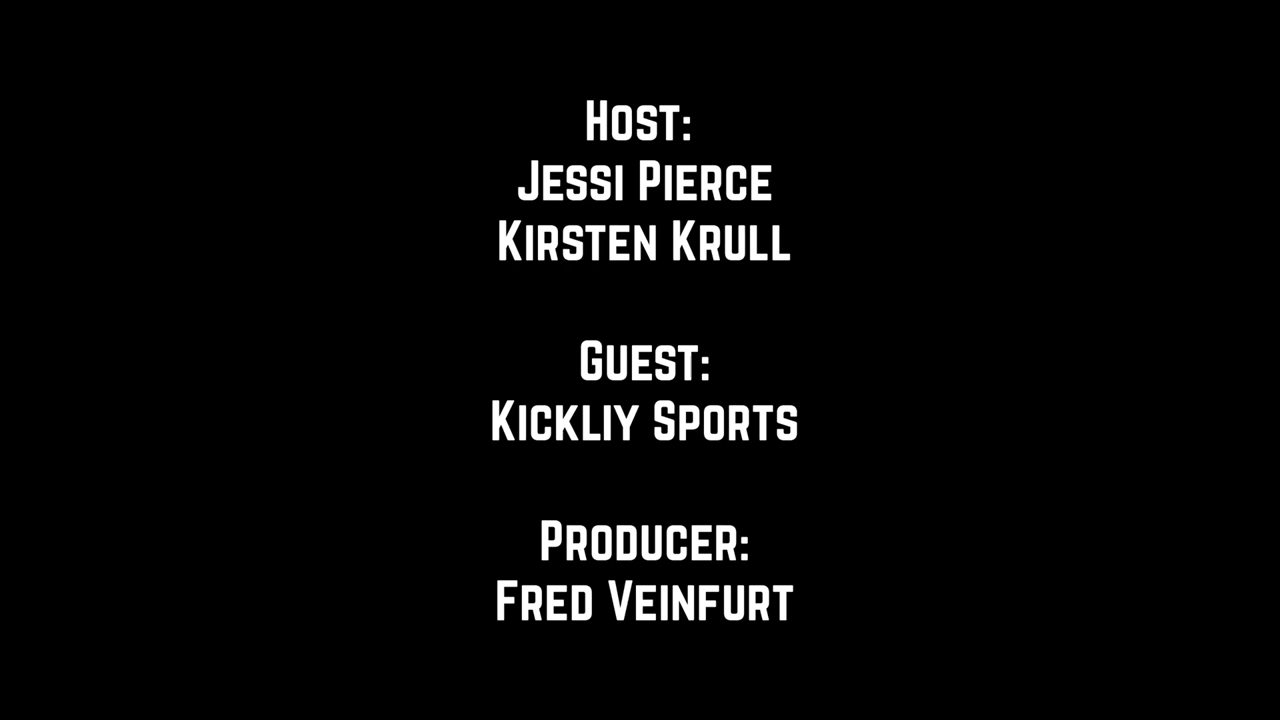 Host:
Jessi Pierce
Kirsten Krull
Guest:
Kickliy Sports
Producer:
Fred Veinfurt